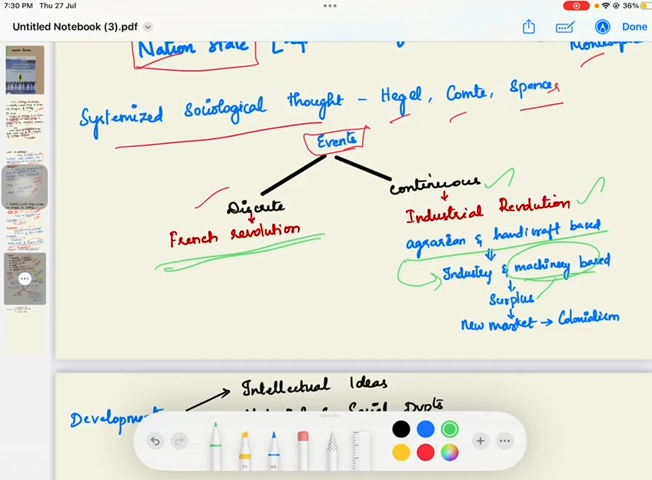 7:30 PM Thu 27 Jul
36%
Untitled Notebook (3).pdf
Done
Nation State
Systemized Sociological thought - Hegel, Comte, Spencer
Events
Discrete
French revolution
continuous
Industrial Revolution
agrarian & handicraft based
Industry & machinery based
Surplus
New market → Colonialism
Development
Intellectual Ideas